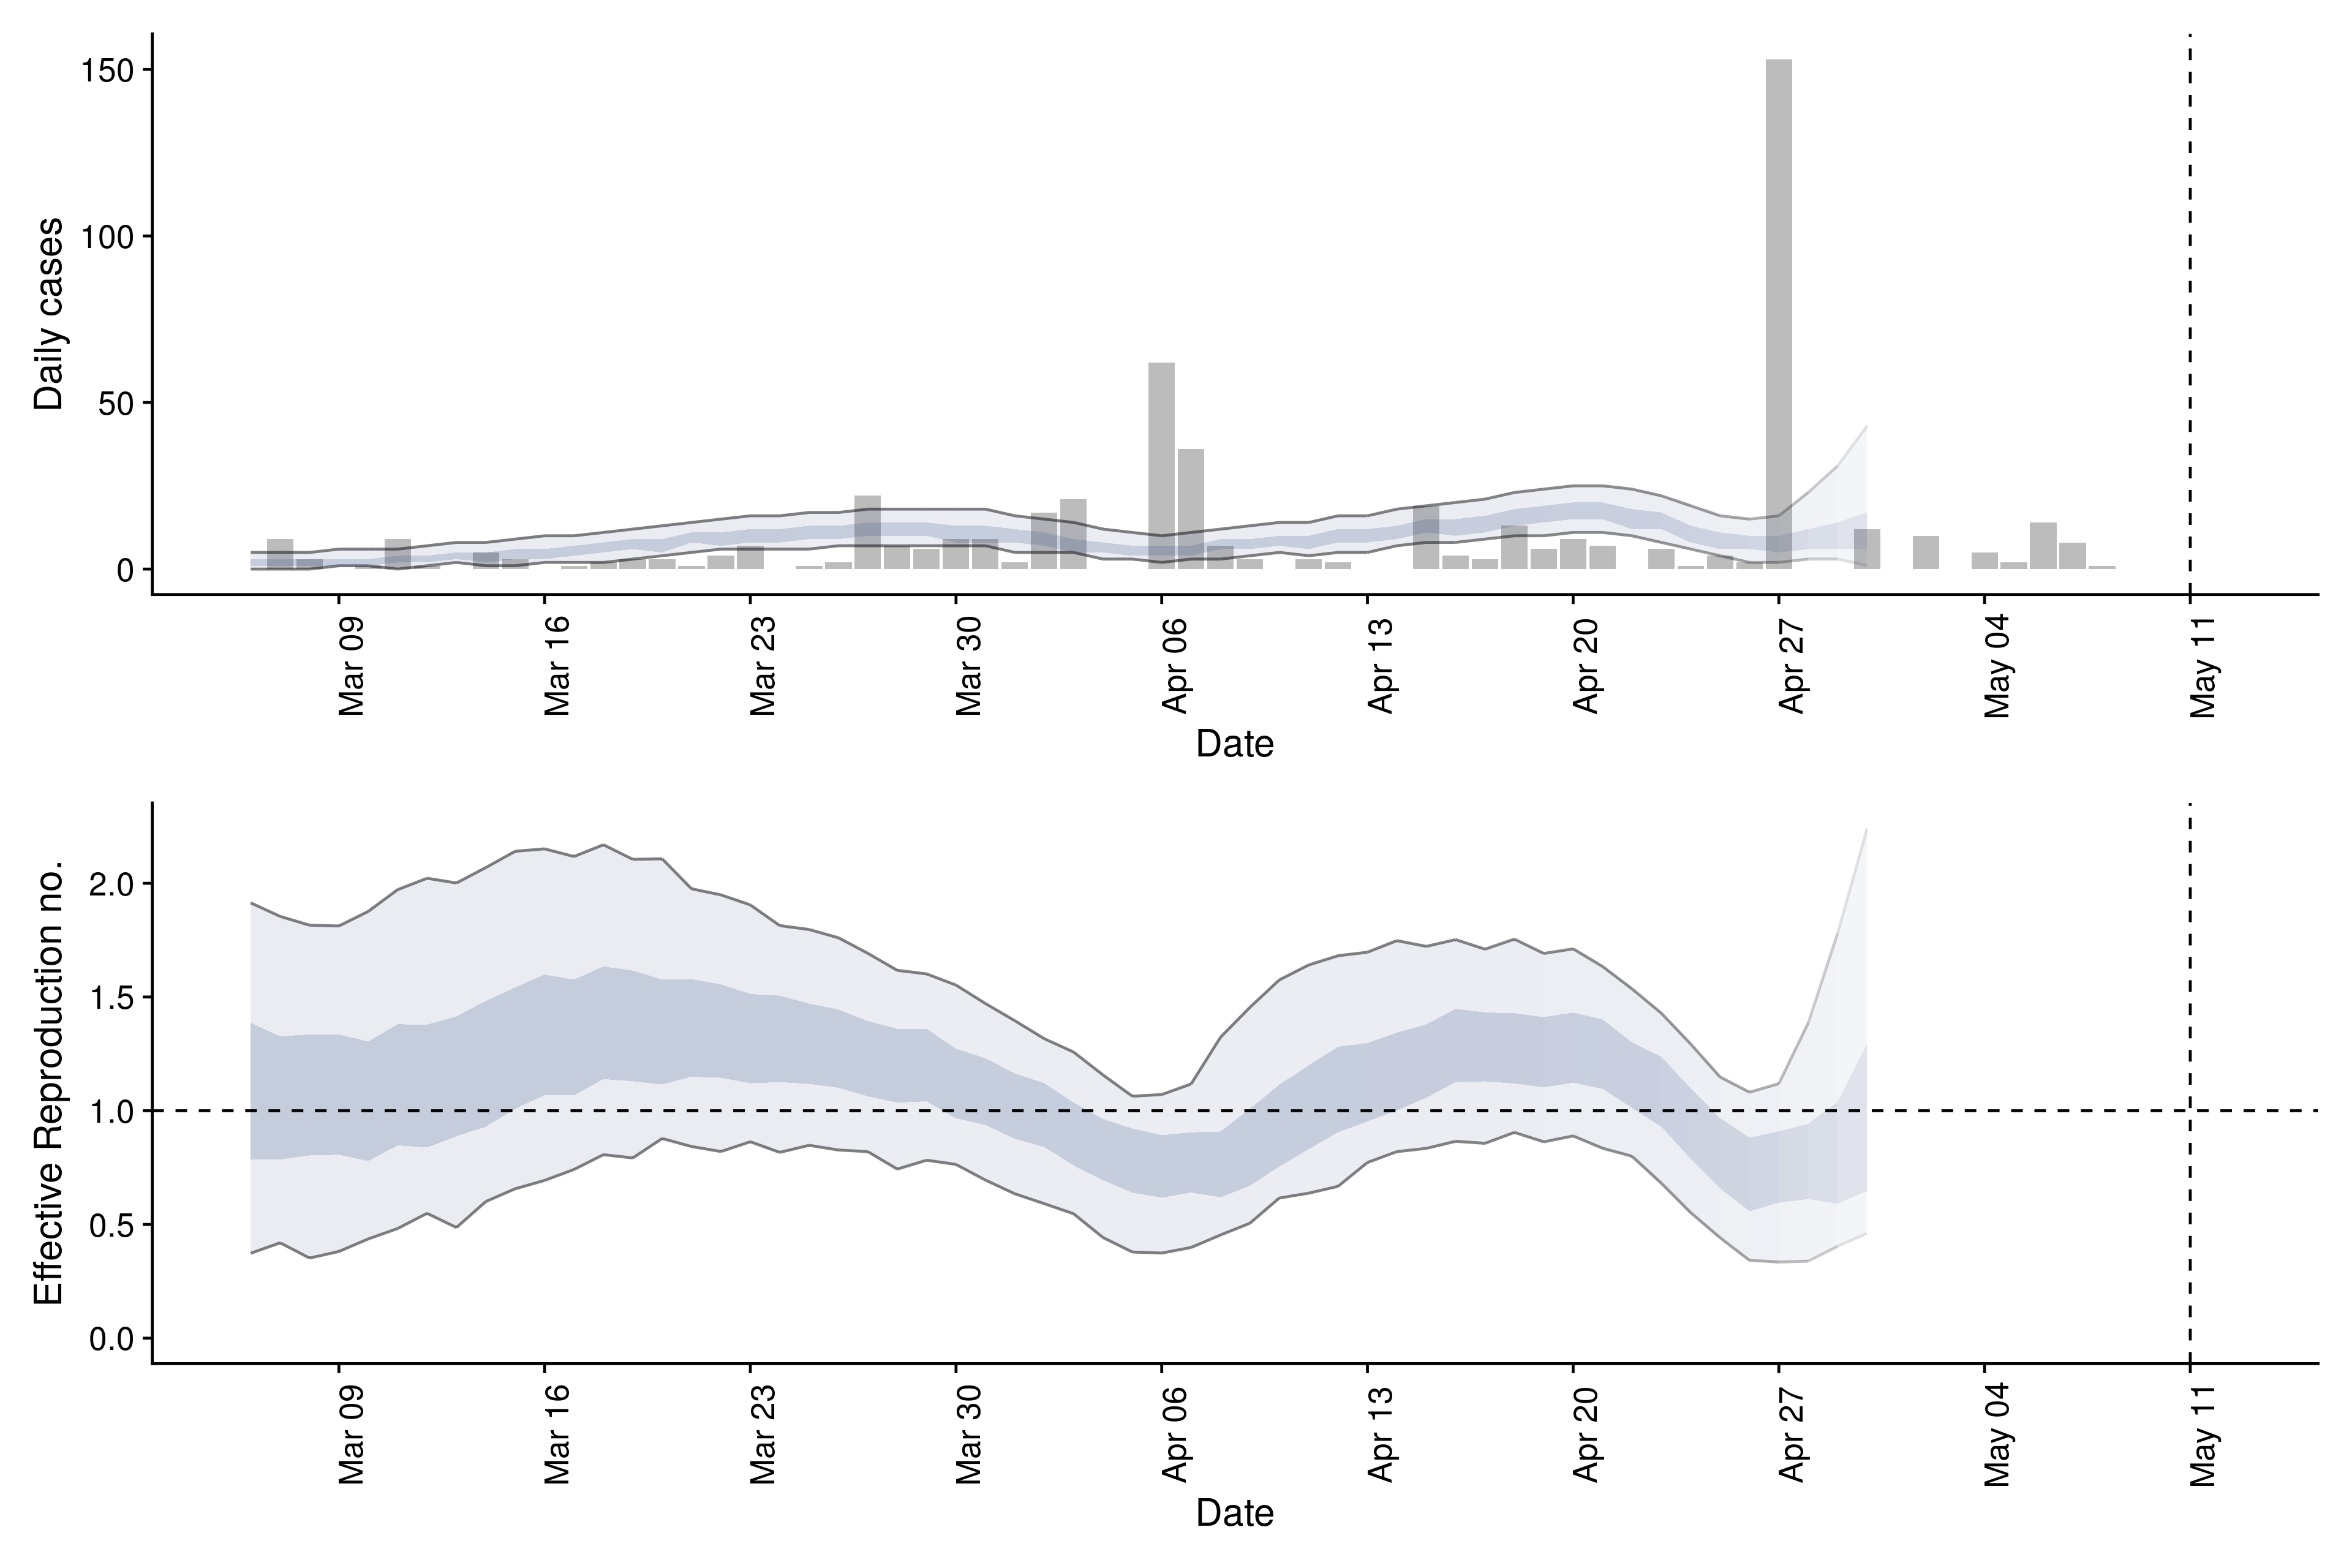 Daily cases
150
100
50
0
Mar 09
Mar 16
Mar 23
Mar 30
Apr 06
Apr 13
Apr 20
Apr 27
May 04
May 11
Date
Effective Reproduction no.
2.0
1.5
1.0
0.5
0.0
Mar 09
Mar 16
Mar 23
Mar 30
Apr 06
Apr 13
Apr 20
Apr 27
May 04
May 11
Date